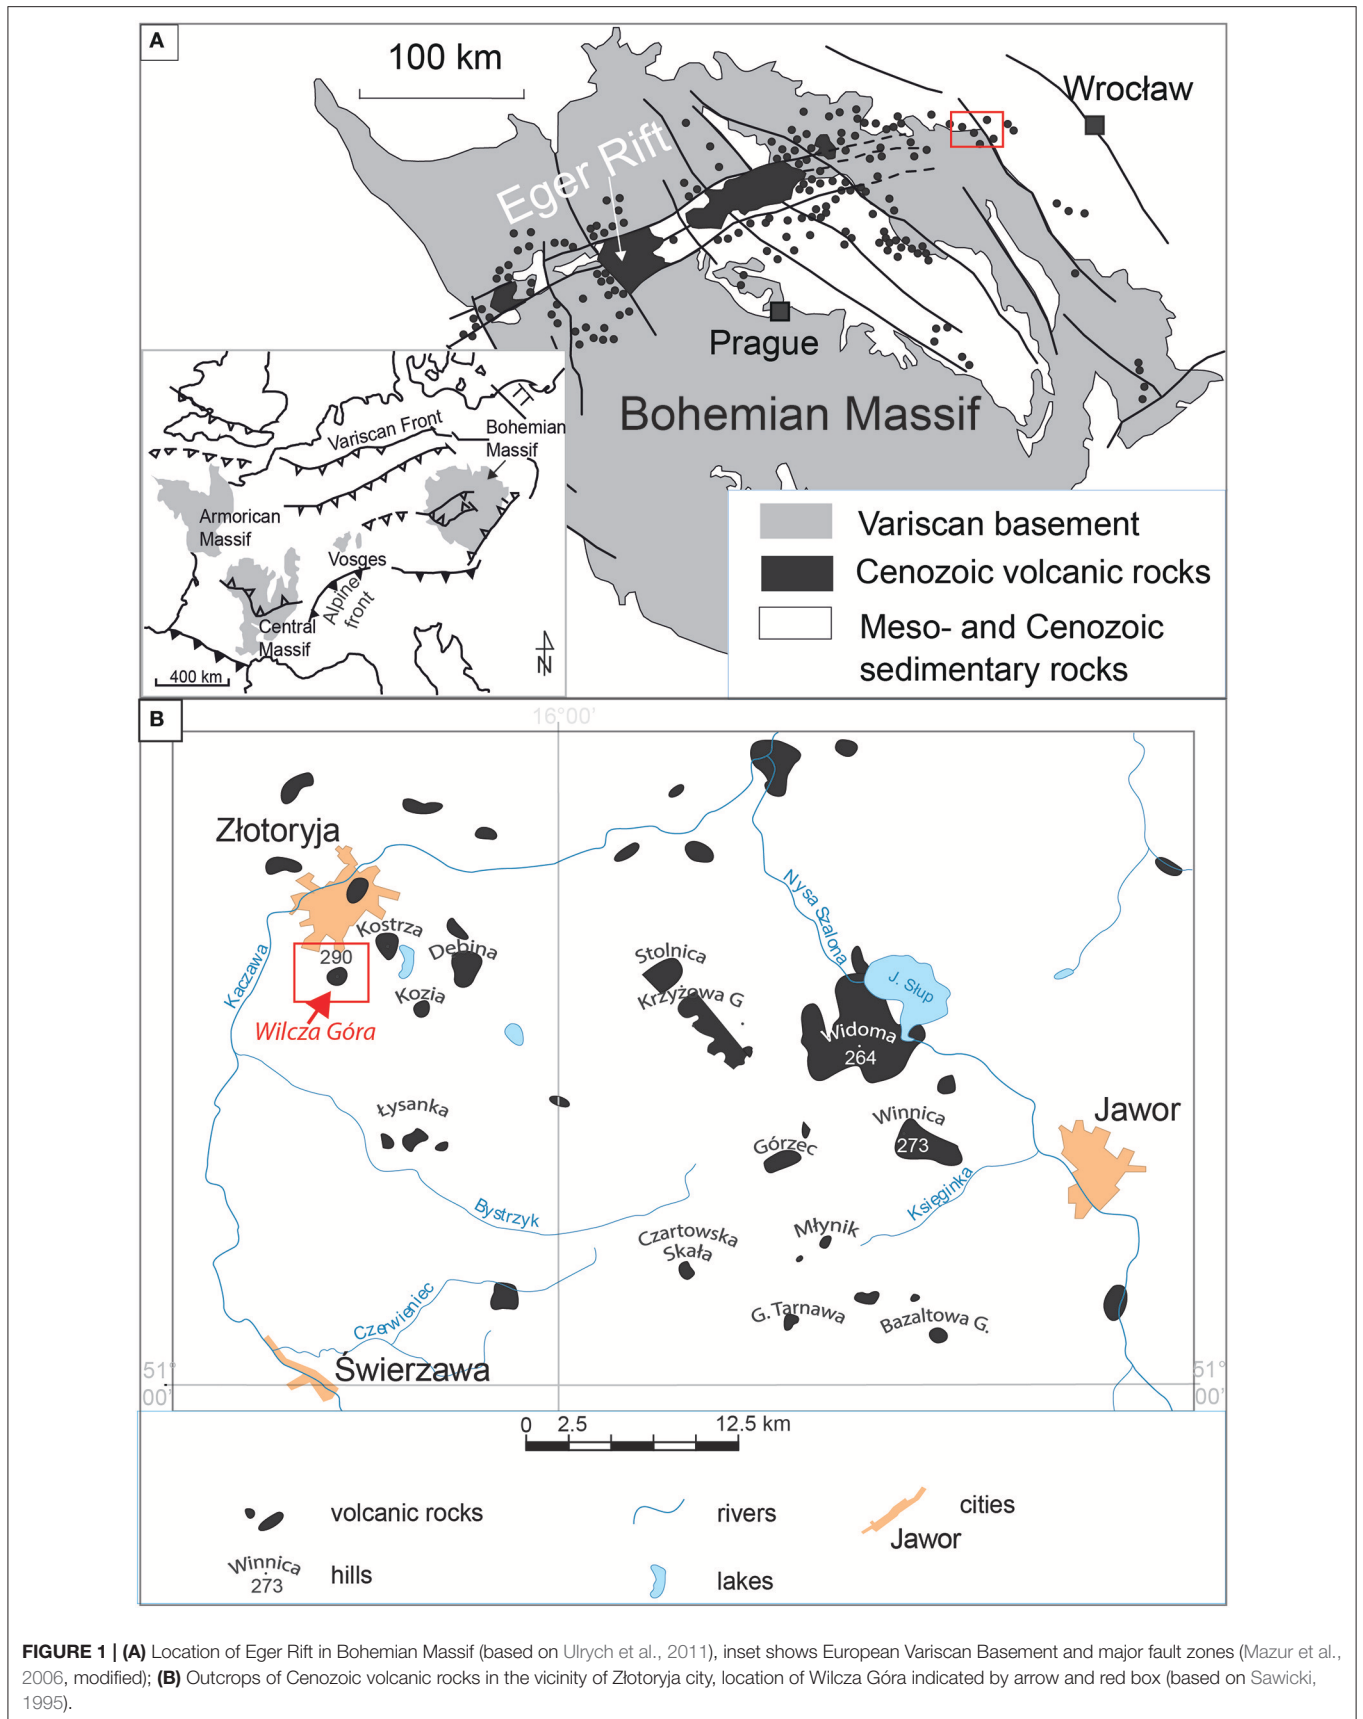 A
100 km
Wrocław
Eger Rift
Prague
Bohemian Massif
Variscan Front
Bohemian
Massif
Armorican
Massif
Vosges
Alpine
front
Central
Massif
400 km
N
Variscan basement
Cenozoic volcanic rocks
Meso- and Cenozoic
sedimentary rocks
B
16°00'
Złotoryja
Kostrza
Dębina
290
Kaczawa
Kozia
Wilcza Góra
Stolnica
Krzyżowa G
Nysa Szalona
J. Słup
Widoma
264
Łysanka
Jawor
Winnica
273
Górzec
Księginka
Bystrzyk
Czartowska
Skała
Młynik
Czerwieniec
G. Tarnawa
Bazaltowa G.
Świerzawa
51°
00'
51°
00'
0 2.5 12.5 km
volcanic rocks
rivers
cities
Jawor
Winnica
273
hills
lakes
FIGURE 1 | (A) Location of Eger Rift in Bohemian Massif (based on Ulrych et al., 2011), inset shows European Variscan Basement and major fault zones (Mazur et al.,
2006, modified); (B) Outcrops of Cenozoic volcanic rocks in the vicinity of Złotoryja city, location of Wilcza Góra indicated by arrow and red box (based on Sawicki,
1995).